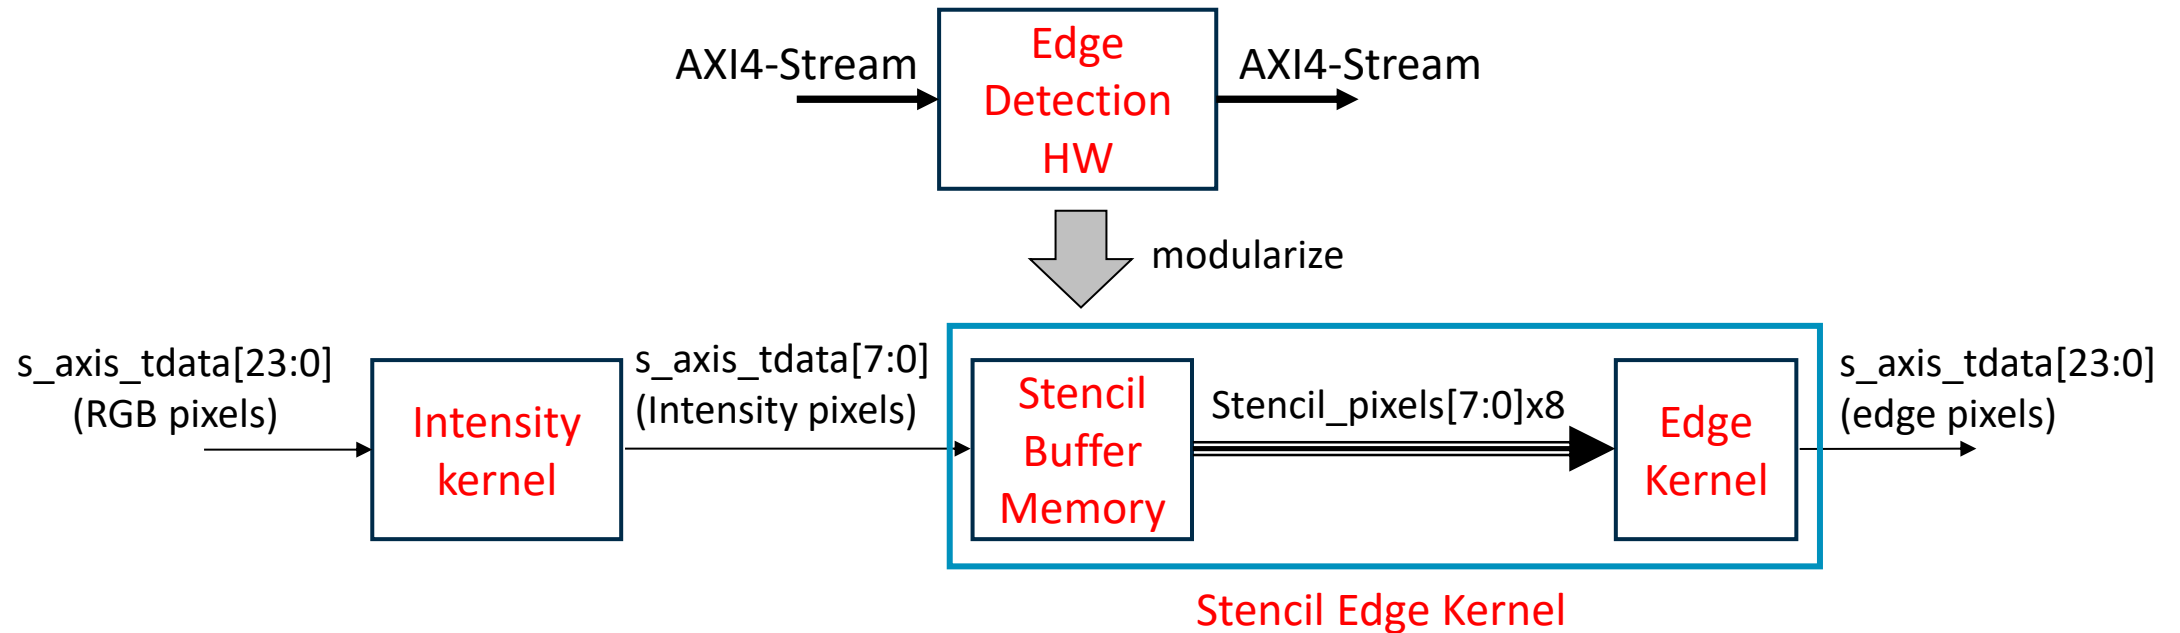 AXI4-Stream
Edge
Detection
HW
AXI4-Stream
modularize
s_axis_tdata[23:0]
(RGB pixels)
Intensity
kernel
s_axis_tdata[7:0]
(Intensity pixels)
Stencil
Buffer
Memory
Stencil_pixels[7:0]x8
Edge
Kernel
s_axis_tdata[23:0]
(edge pixels)
Stencil Edge Kernel